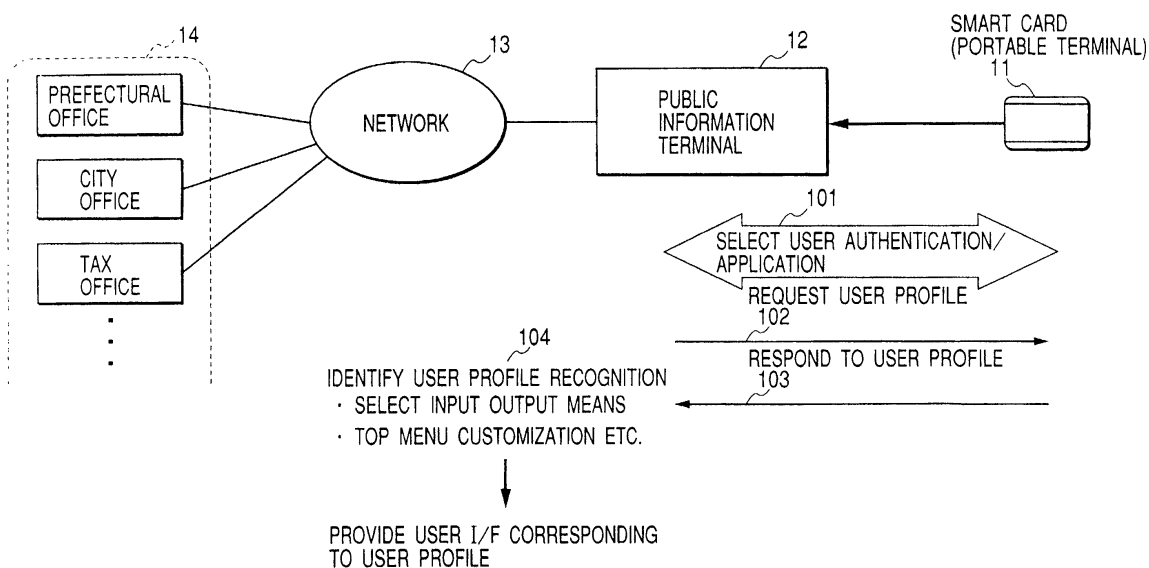 14
PREFECTURAL
OFFICE
CITY
OFFICE
TAX
OFFICE
13
NETWORK
12
PUBLIC
INFORMATION
TERMINAL
SMART CARD
(PORTABLE TERMINAL)
11
101
SELECT USER AUTHENTICATION/
APPLICATION
REQUEST USER PROFILE
102
RESPOND TO USER PROFILE
103
104
IDENTIFY USER PROFILE RECOGNITION
· SELECT INPUT OUTPUT MEANS
· TOP MENU CUSTOMIZATION ETC.
PROVIDE USER I/F CORRESPONDING
TO USER PROFILE